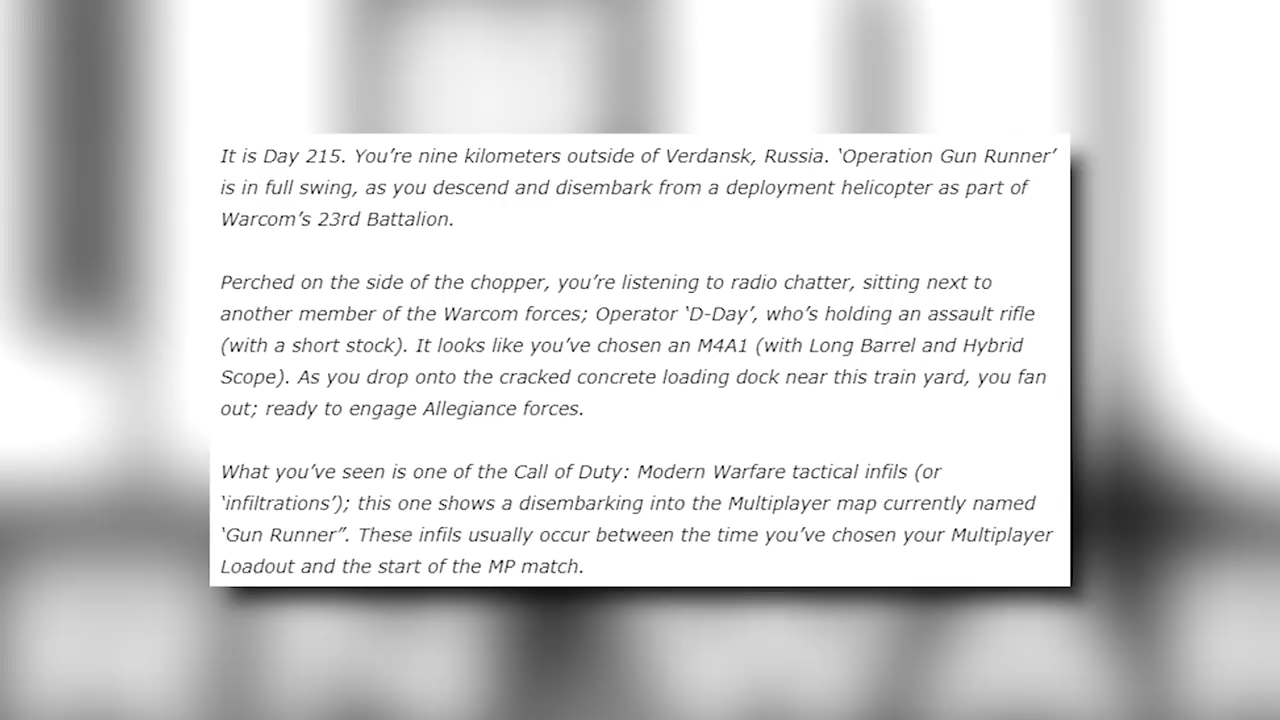 It is Day 215. You’re nine kilometers outside of Verdansk, Russia. ‘Operation Gun Runner’
is in full swing, as you descend and disembark from a deployment helicopter as part of
Warcom’s 23rd Battalion.
Perched on the side of the chopper, you’re listening to radio chatter, sitting next to
another member of the Warcom forces; Operator ‘D-Day’, who’s holding an assault rifle
(with a short stock). It looks like you’ve chosen an M4A1 (with Long Barrel and Hybrid
Scope). As you drop onto the cracked concrete loading dock near this train yard, you fan
out; ready to engage Allegiance forces.
What you’ve seen is one of the Call of Duty: Modern Warfare tactical infils (or
‘infiltrations’); this one shows a disembarking into the Multiplayer map currently named
‘Gun Runner”. These infils usually occur between the time you’ve chosen your Multiplayer
Loadout and the start of the MP match.